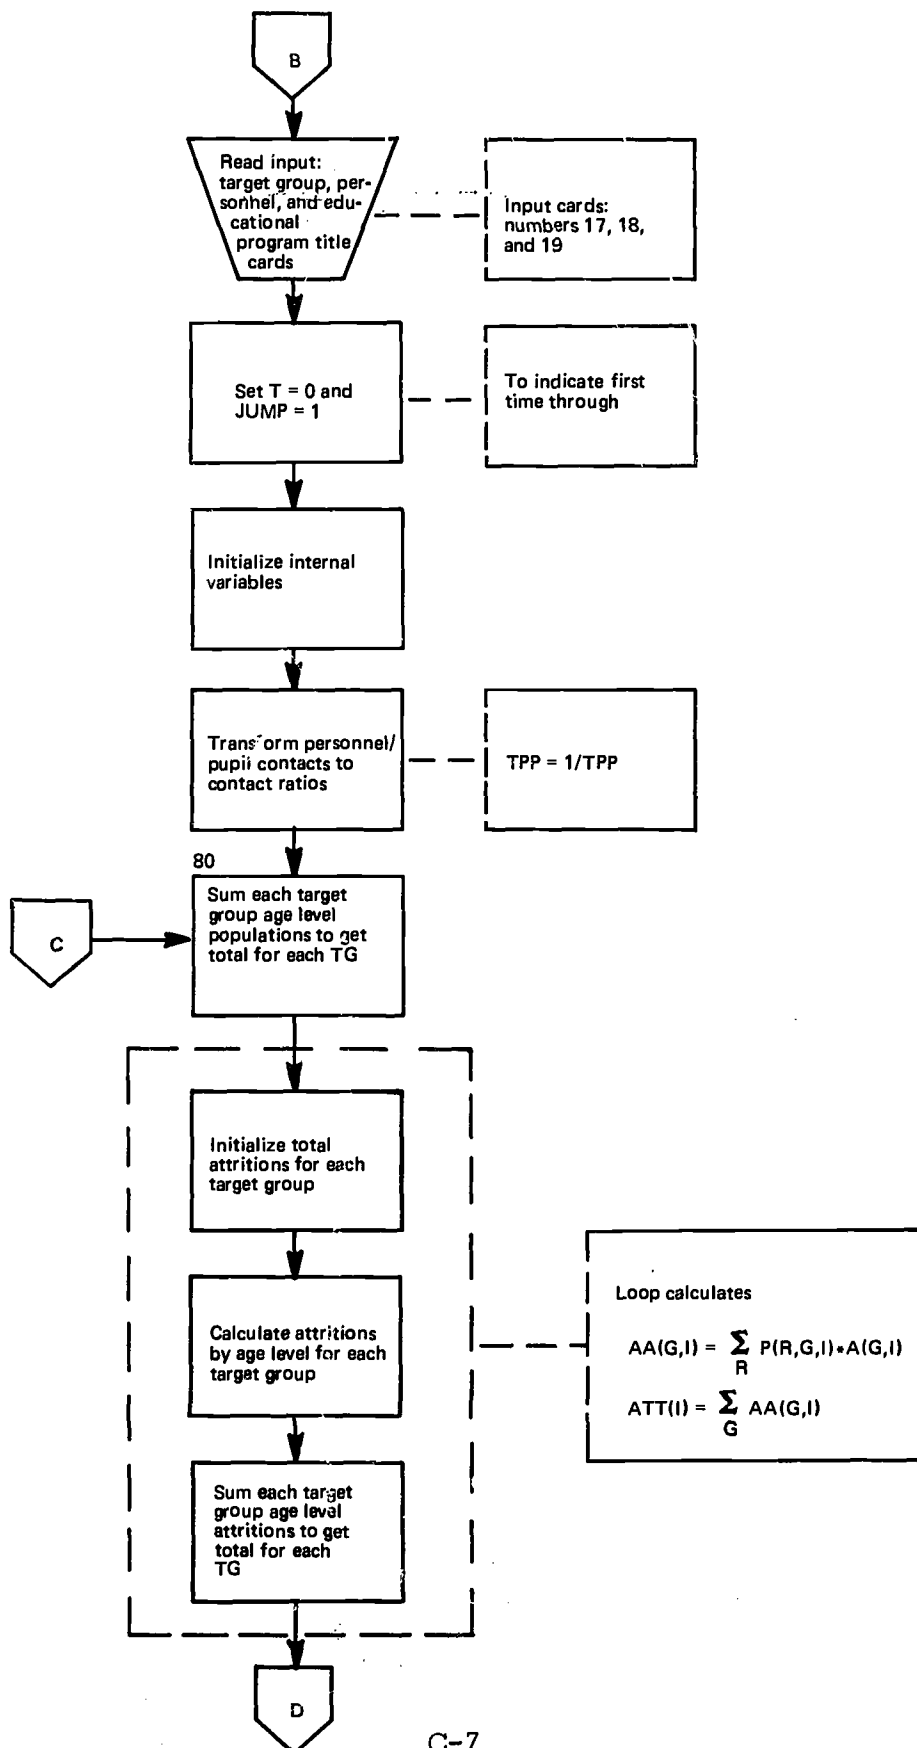 B
Read input:
target group, per-
sonnel, and edu-
cational
program title
cards
Input cards:
numbers 17, 18,
and 19
Set T = 0 and
JUMP = 1
To indicate first
time through
Initialize internal
variables
Transform personnel/
pupil contacts to
contact ratios
TPP = 1/TPP
80
Sum each target
group age level
populations to get
total for each TG
C
Initialize total
attritions for each
target group
Calculate attritions
by age level for each
target group
Loop calculates
AA(G,I) = Σ P(R,G,I)*A(G,I)
R
ATT(I) = Σ AA(G,I)
G
Sum each target
group age level
attritions to get
total for each
TG
D
C-7